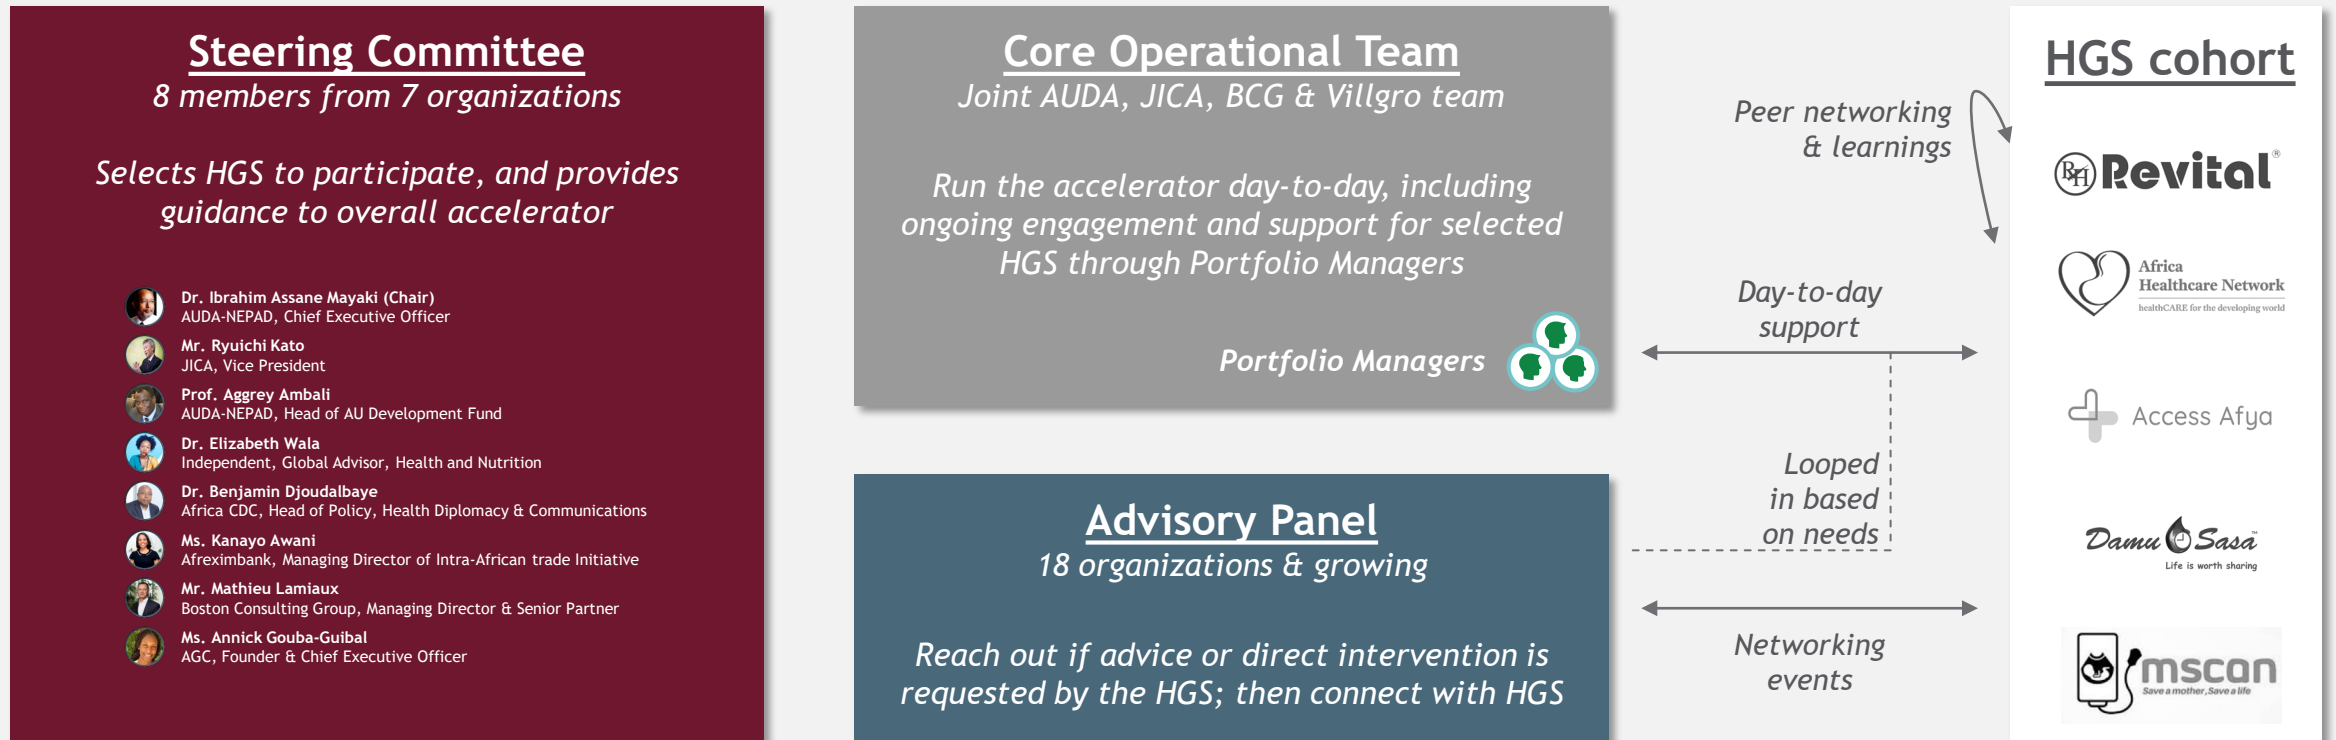 Steering Committee
8 members from 7 organizations
Selects HGS to participate, and provides
guidance to overall accelerator
Dr. Ibrahim Assane Mayaki (Chair)
AUDA-NEPAD, Chief Executive Officer
Mr. Ryuichi Kato
JICA, Vice President
Prof. Aggrey Ambali
AUDA-NEPAD, Head of AU Development Fund
Dr. Elizabeth Wala
Independent, Global Advisor, Health and Nutrition
Dr. Benjamin Djoudalbaye
Africa CDC, Head of Policy, Health Diplomacy & Communications
Ms. Kanayo Awani
Afreximbank, Managing Director of Intra-African trade Initiative
Mr. Mathieu Lamiaux
Boston Consulting Group, Managing Director & Senior Partner
Ms. Annick Gouba-Guibal
AGC, Founder & Chief Executive Officer
Core Operational Team
Joint AUDA, JICA, BCG & Villgro team
Run the accelerator day-to-day, including
ongoing engagement and support for selected
HGS through Portfolio Managers
Portfolio Managers
Advisory Panel
18 organizations & growing
Reach out if advice or direct intervention is
requested by the HGS; then connect with HGS
Peer networking
& learnings
Day-to-day
support
Looped
in based
on needs
Networking
events
HGS cohort
RH Revital®
Africa
Healthcare Network
healthCARE for the developing world
Access Afya
Damu Sasa™
Life is worth sharing
mscan
Save a mother, Save a life